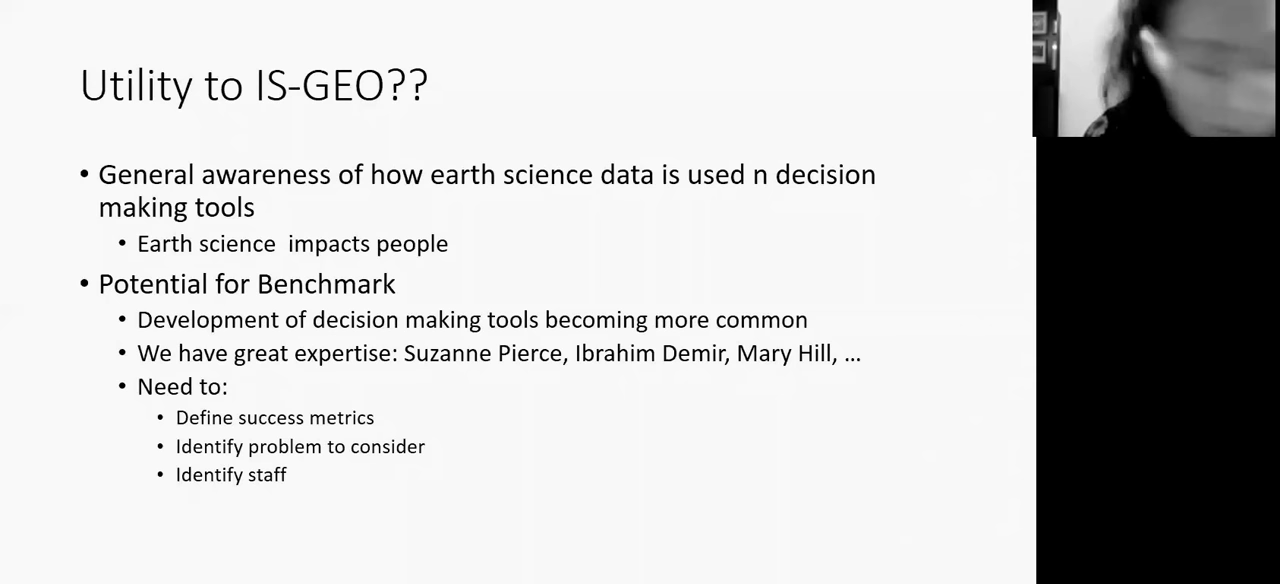 Utility to IS-GEO??
• General awareness of how earth science data is used n decision
making tools
• Earth science  impacts people
• Potential for Benchmark
• Development of decision making tools becoming more common
• We have great expertise: Suzanne Pierce, Ibrahim Demir, Mary Hill, …
• Need to:
• Define success metrics
• Identify problem to consider
• Identify staff